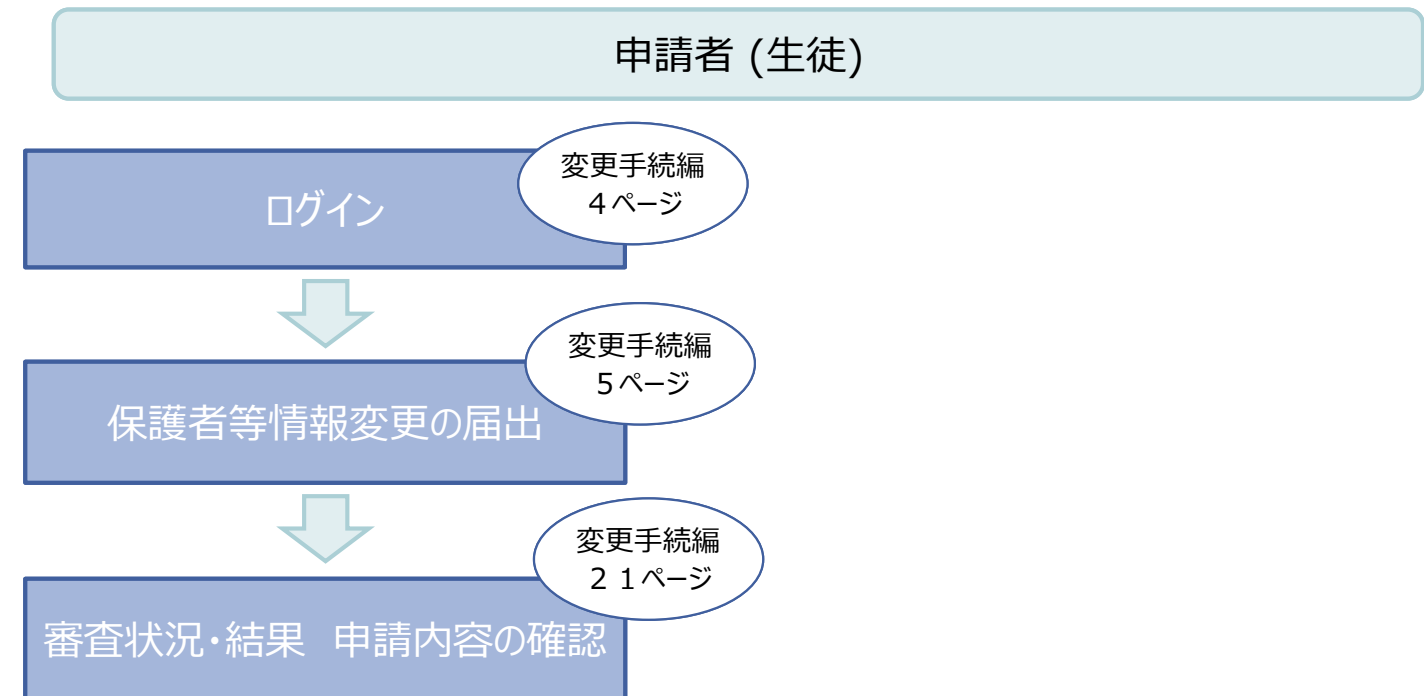 申請者 (生徒)
変更手続編
４ページ
ログイン
変更手続編
５ページ
保護者等情報変更の届出
変更手続編
２１ページ
審査状況・結果　申請内容の確認